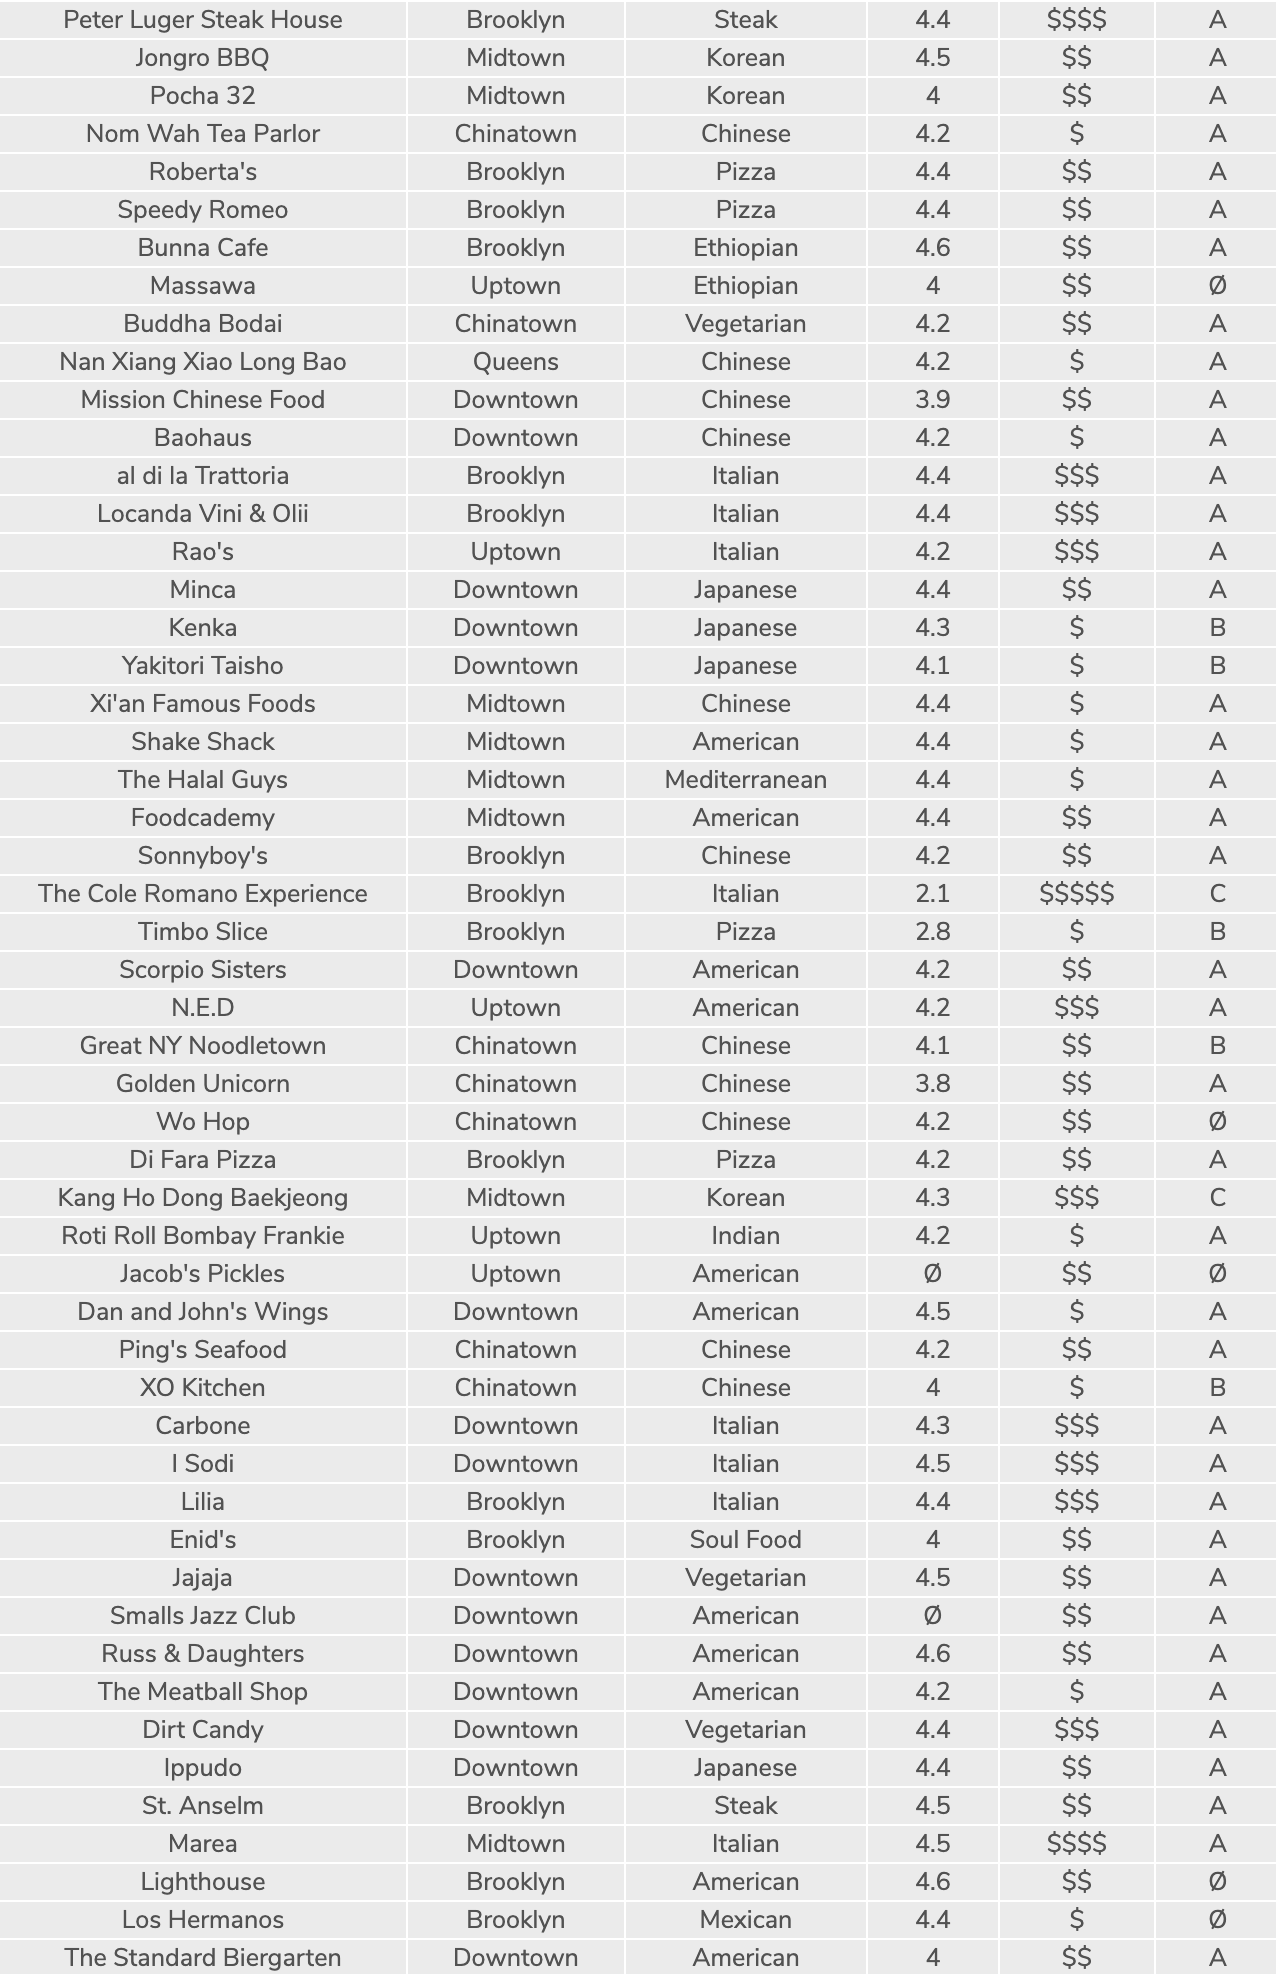 Peter Luger Steak House Brooklyn Steak 4.4 $$$$ A
Jongro BBQ Midtown Korean 4.5 $$ A
Pocha 32 Midtown Korean 4 $$ A
Nom Wah Tea Parlor Chinatown Chinese 4.2 $ A
Roberta's Brooklyn Pizza 4.4 $$ A
Speedy Romeo Brooklyn Pizza 4.4 $$ A
Bunna Cafe Brooklyn Ethiopian 4.6 $$ A
Massawa Uptown Ethiopian 4 $$ Ø
Buddha Bodai Chinatown Vegetarian 4.2 $$ A
Nan Xiang Xiao Long Bao Queens Chinese 4.2 $ A
Mission Chinese Food Downtown Chinese 3.9 $$ A
Baohaus Downtown Chinese 4.2 $ A
al di la Trattoria Brooklyn Italian 4.4 $$$ A
Locanda Vini & Olii Brooklyn Italian 4.4 $$$ A
Rao's Uptown Italian 4.2 $$$ A
Minca Downtown Japanese 4.4 $$ A
Kenka Downtown Japanese 4.3 $ B
Yakitori Taisho Downtown Japanese 4.1 $ B
Xi'an Famous Foods Midtown Chinese 4.4 $ A
Shake Shack Midtown American 4.4 $ A
The Halal Guys Midtown Mediterranean 4.4 $ A
Foodcademy Midtown American 4.4 $$ A
Sonnyboy's Brooklyn Chinese 4.2 $$ A
The Cole Romano Experience Brooklyn Italian 2.1 $$$$$ C
Timbo Slice Brooklyn Pizza 2.8 $ B
Scorpio Sisters Downtown American 4.2 $$ A
N.E.D Uptown American 4.2 $$$ A
Great NY Noodletown Chinatown Chinese 4.1 $$ B
Golden Unicorn Chinatown Chinese 3.8 $$ A
Wo Hop Chinatown Chinese 4.2 $$ Ø
Di Fara Pizza Brooklyn Pizza 4.2 $$ A
Kang Ho Dong Baekjeong Midtown Korean 4.3 $$$ C
Roti Roll Bombay Frankie Uptown Indian 4.2 $ A
Jacob's Pickles Uptown American Ø $$ Ø
Dan and John's Wings Downtown American 4.5 $ A
Ping's Seafood Chinatown Chinese 4.2 $$ A
XO Kitchen Chinatown Chinese 4 $ B
Carbone Downtown Italian 4.3 $$$ A
I Sodi Downtown Italian 4.5 $$$ A
Lilia Brooklyn Italian 4.4 $$$ A
Enid's Brooklyn Soul Food 4 $$ A
Jajaja Downtown Vegetarian 4.5 $$ A
Smalls Jazz Club Downtown American Ø $$ A
Russ & Daughters Downtown American 4.6 $$ A
The Meatball Shop Downtown American 4.2 $ A
Dirt Candy Downtown Vegetarian 4.4 $$$ A
Ippudo Downtown Japanese 4.4 $$ A
St. Anselm Brooklyn Steak 4.5 $$ A
Marea Midtown Italian 4.5 $$$$ A
Lighthouse Brooklyn American 4.6 $$ Ø
Los Hermanos Brooklyn Mexican 4.4 $ Ø
The Standard Biergarten Downtown American 4 $$ A